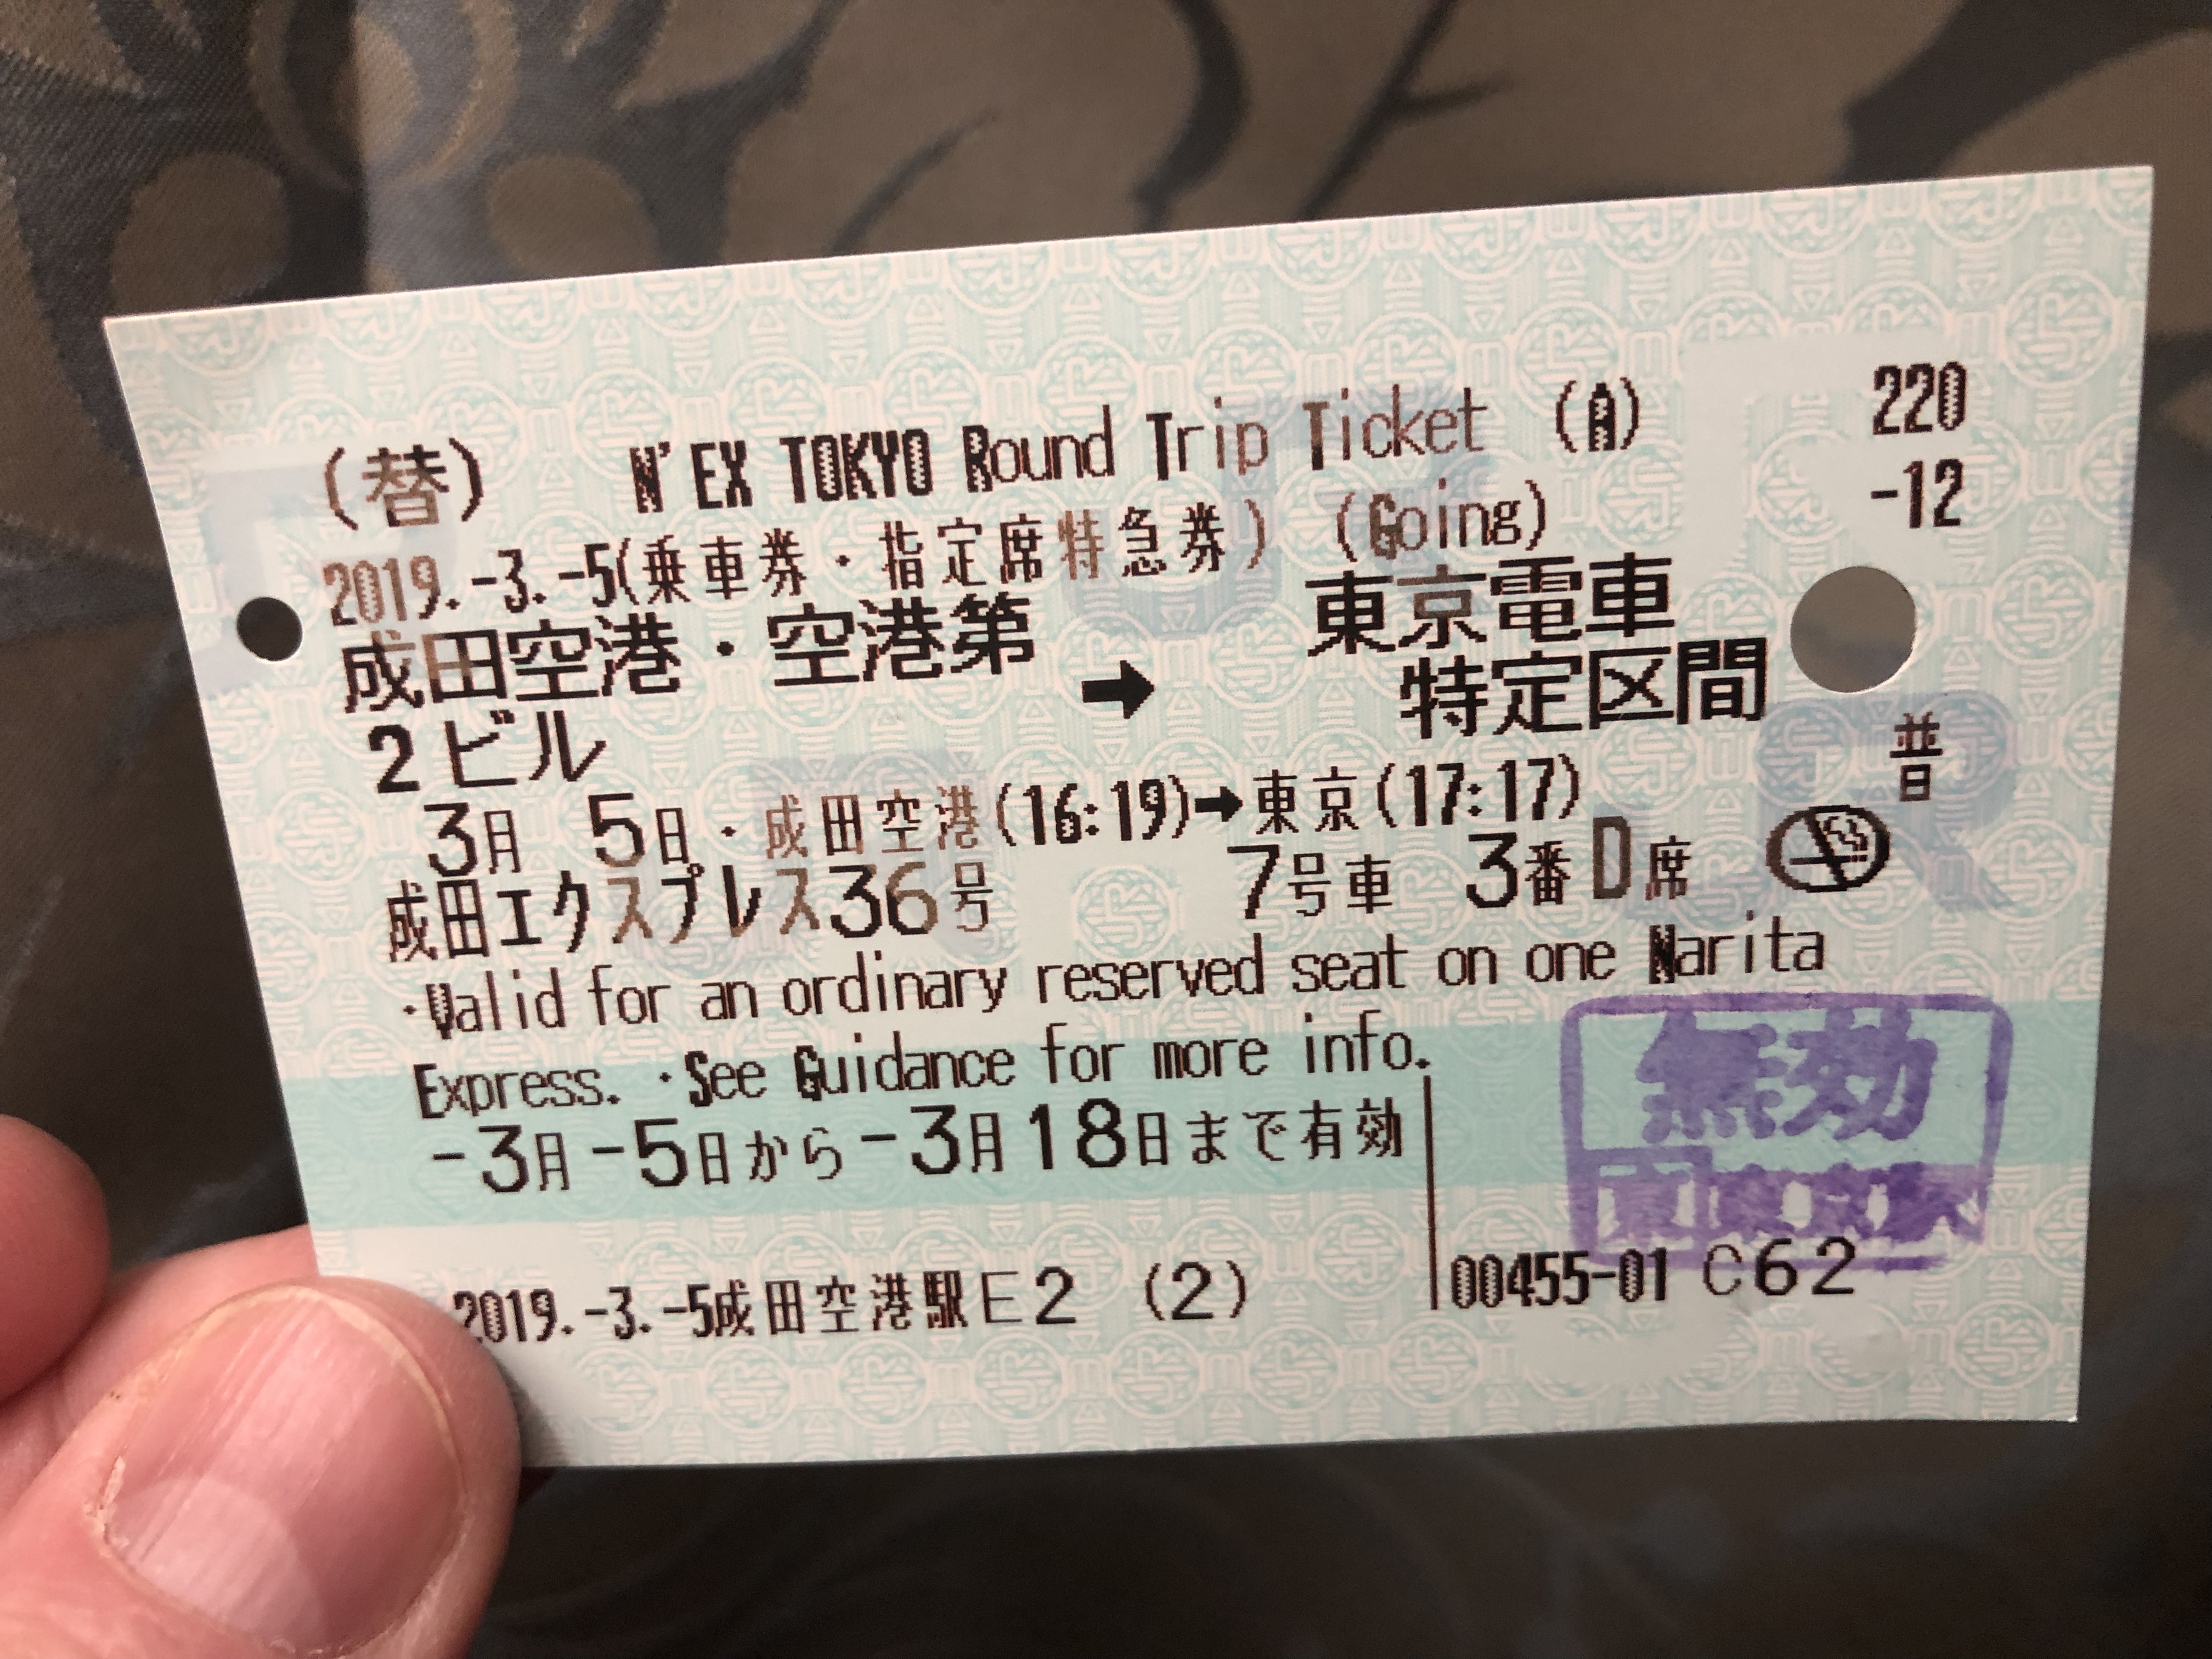 (替) N'EX TOKYO Round Trip Ticket (A) 220
-12
2019.-3.-5(乗車券・指定席特急券) (Going)
成田空港・空港第 → 東京電車
2ビル 特定区間
普
3月 5日・成田空港(16:19)→東京(17:17)
成田エクスプレス36号 7号車 3番D席
・Valid for an ordinary reserved seat on one Narita
Express. ・See Guidance for more info.
-3月-5日から-3月18日まで有効
無効
2019.-3.-5成田空港駅E2 (2) 00455-01 C62